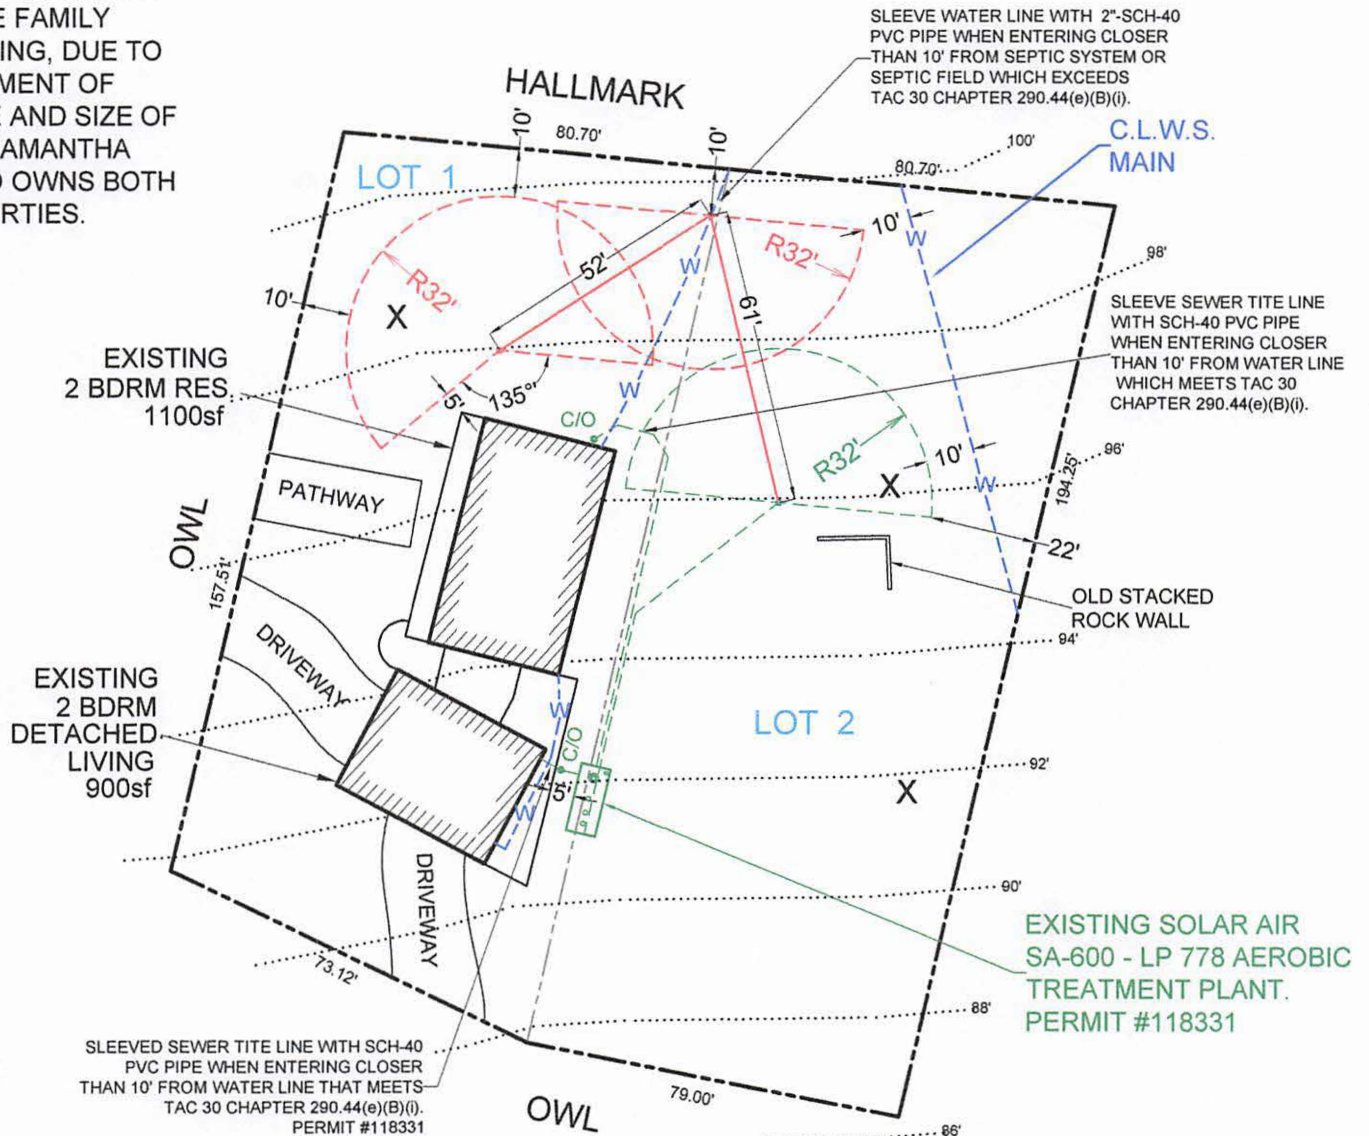 E FAMILY
ING, DUE TO
MENT OF
E AND SIZE OF
AMANTHA
O OWNS BOTH
ERTIES.
SLEEVE WATER LINE WITH 2"-SCH-40
PVC PIPE WHEN ENTERING CLOSER
THAN 10' FROM SEPTIC SYSTEM OR
SEPTIC FIELD WHICH EXCEEDS
TAC 30 CHAPTER 290.44(e)(B)(i).
HALLMARK
10'
80.70'
10'
80.70'
100'
C.L.W.S.
MAIN
LOT 1
10'
W
98'
R32'
52'
W
R32'
10'
X
61'
SLEEVE SEWER TITE LINE
WITH SCH-40 PVC PIPE
WHEN ENTERING CLOSER
THAN 10' FROM WATER LINE
WHICH MEETS TAC 30
CHAPTER 290.44(e)(B)(i).
EXISTING
2 BDRM RES
1100sf
5'
135°
W
C/O
R32'
10'
96'
194.25'
X
W
PATHWAY
OWL
22'
157.51'
OLD STACKED
ROCK WALL
DRIVEWAY
94'
EXISTING
2 BDRM
DETACHED
LIVING
900sf
W
C/O
LOT 2
92'
5'
W
X
DRIVEWAY
90'
EXISTING SOLAR AIR
SA-600 - LP 778 AEROBIC
TREATMENT PLANT.
PERMIT #118331
73.12'
88'
SLEEVED SEWER TITE LINE WITH SCH-40
PVC PIPE WHEN ENTERING CLOSER
THAN 10' FROM WATER LINE THAT MEETS
TAC 30 CHAPTER 290.44(e)(B)(i).
PERMIT #118331
79.00'
OWL
86'